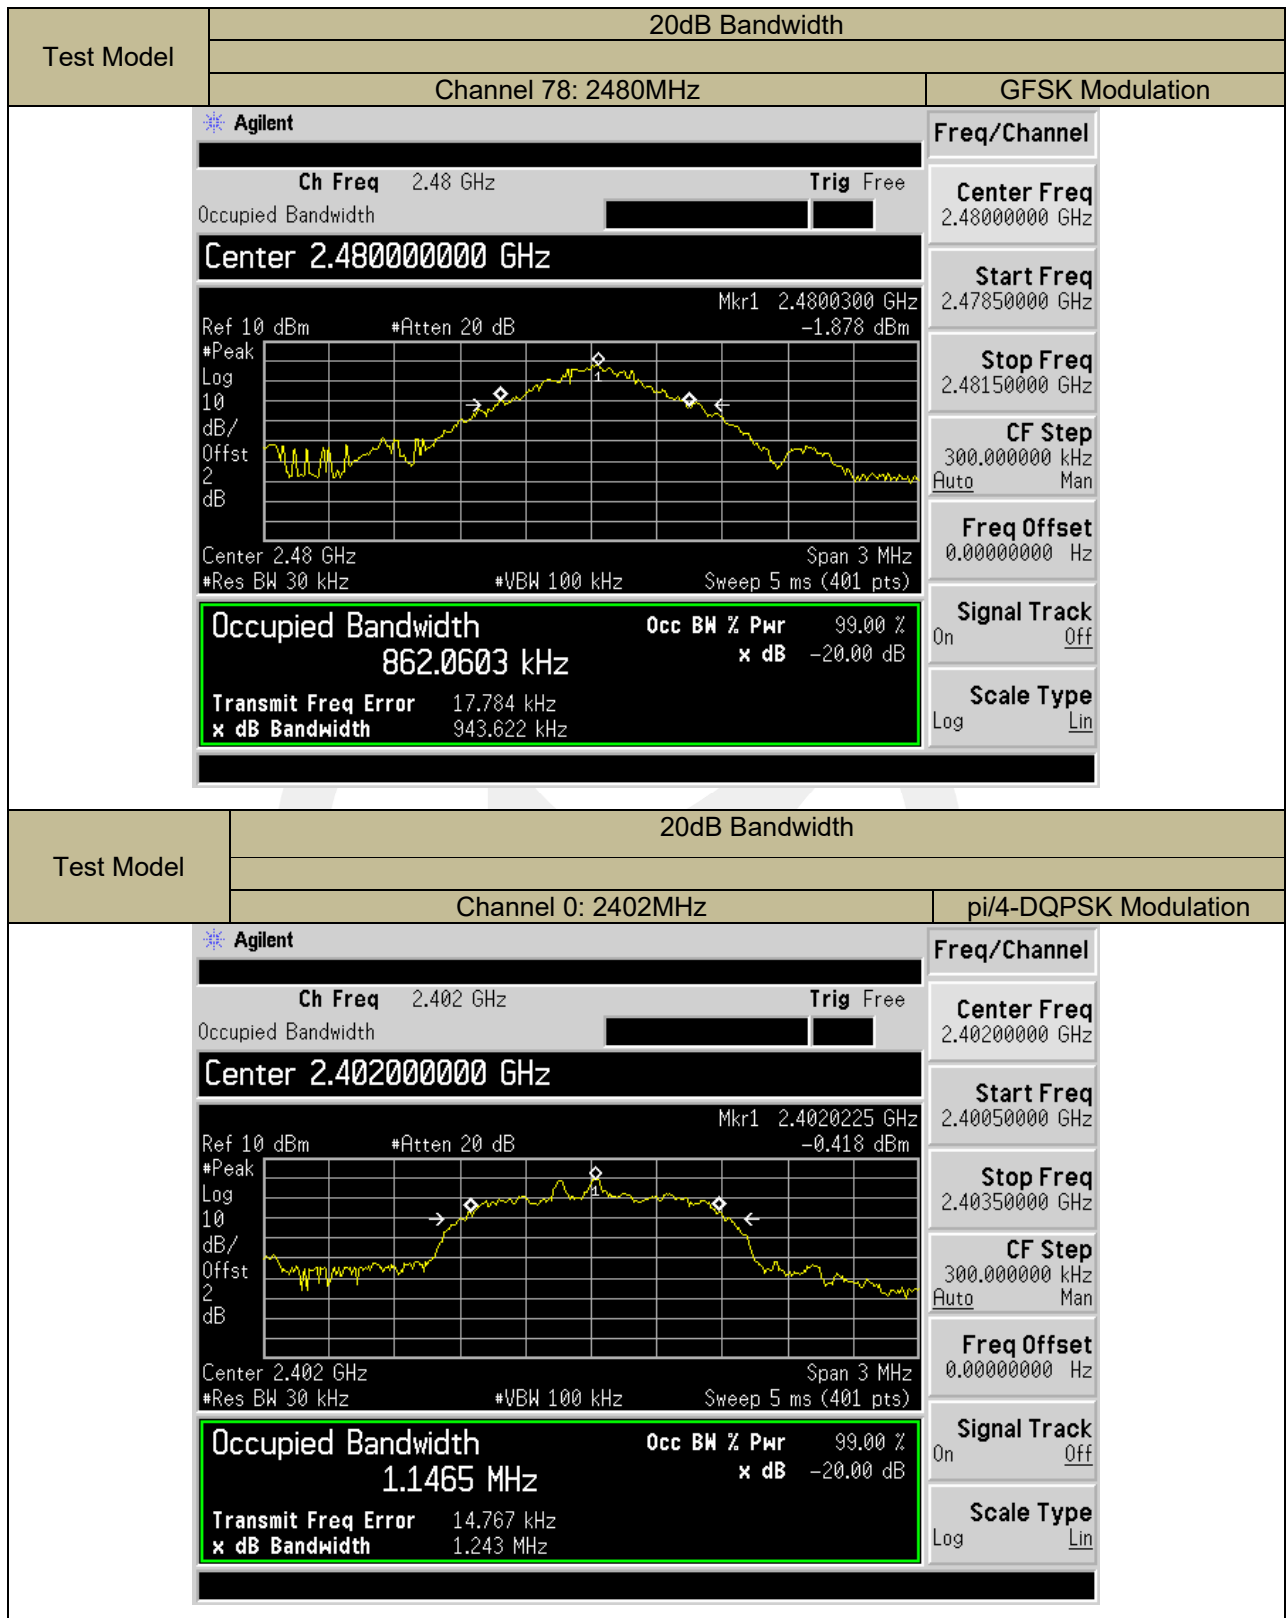 Test Model
20dB Bandwidth
Channel 78: 2480MHz
GFSK Modulation
Agilent
Freq/Channel
Ch Freq 2.48 GHz
Trig Free
Occupied Bandwidth
Center Freq
2.48000000 GHz
Center 2.480000000 GHz
Start Freq
2.47850000 GHz
Mkr1 2.4800300 GHz
Ref 10 dBm #Atten 20 dB -1.878 dBm
#Peak
Log
10
dB/
Offst
2
dB
1
Stop Freq
2.48150000 GHz
CF Step
300.000000 kHz
Auto Man
Freq Offset
0.00000000 Hz
Center 2.48 GHz Span 3 MHz
#Res BW 30 kHz #VBW 100 kHz Sweep 5 ms (401 pts)
Signal Track
On Off
Occupied Bandwidth
862.0603 kHz
Occ BW % Pwr 99.00 %
x dB -20.00 dB
Transmit Freq Error 17.784 kHz
x dB Bandwidth 943.622 kHz
Scale Type
Log Lin
Test Model
20dB Bandwidth
Channel 0: 2402MHz
pi/4-DQPSK Modulation
Agilent
Freq/Channel
Ch Freq 2.402 GHz
Trig Free
Occupied Bandwidth
Center Freq
2.40200000 GHz
Center 2.402000000 GHz
Start Freq
2.40050000 GHz
Mkr1 2.4020225 GHz
Ref 10 dBm #Atten 20 dB -0.418 dBm
#Peak
Log
10
dB/
Offst
2
dB
1
Stop Freq
2.40350000 GHz
CF Step
300.000000 kHz
Auto Man
Freq Offset
0.00000000 Hz
Center 2.402 GHz Span 3 MHz
#Res BW 30 kHz #VBW 100 kHz Sweep 5 ms (401 pts)
Signal Track
On Off
Occupied Bandwidth
1.1465 MHz
Occ BW % Pwr 99.00 %
x dB -20.00 dB
Transmit Freq Error 14.767 kHz
x dB Bandwidth 1.243 MHz
Scale Type
Log Lin